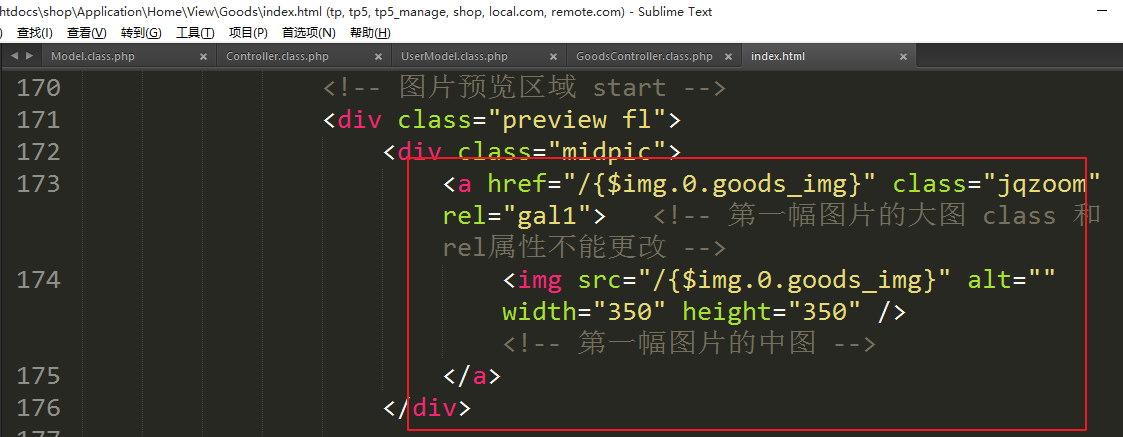 htdocs\shop\Application\Home\View\Goods\index.html (tp, tp5, tp5_manage, shop, local.com, remote.com) - Sublime Text
) 查找(I) 查看(V) 转到(G) 工具(T) 项目(P) 首选项(N) 帮助(H)
Model.class.php Controller.class.php UserModel.class.php GoodsController.class.php index.html
170 <!-- 图片预览区域 start -->
171 <div class="preview fl">
172 <div class="midpic">
173 <a href="/{$img.0.goods_img}" class="jqzoom"
rel="gal1"> <!-- 第一幅图片的大图 class 和
rel属性不能更改 -->
174 <img src="/{$img.0.goods_img}" alt=""
width="350" height="350" />
<!-- 第一幅图片的中图 -->
175 </a>
176 </div>